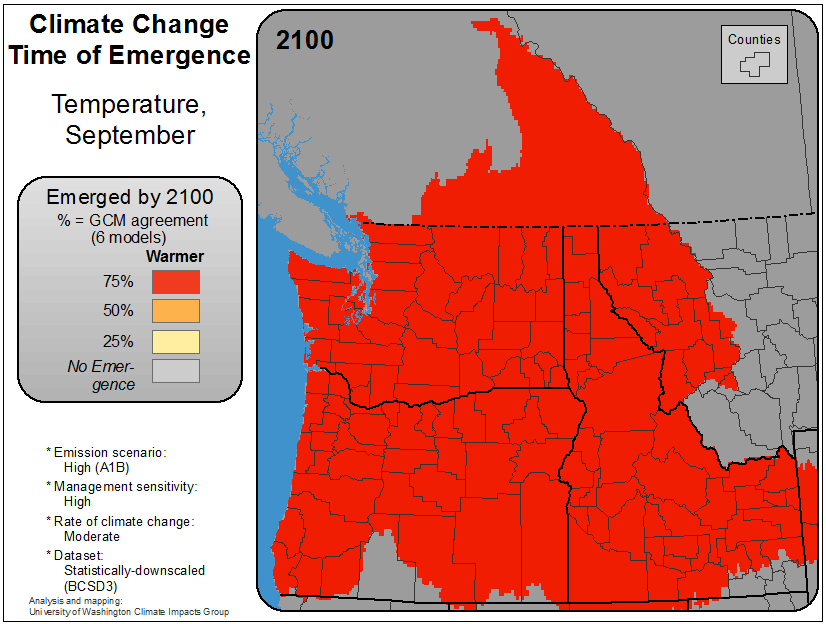 Climate Change
Time of Emergence
Temperature,
September
Emerged by 2100
% = GCM agreement
(6 models)
Warmer
75%
50%
25%
No Emer-
gence
* Emission scenario:
High (A1B)
* Management sensitivity:
High
* Rate of climate change:
Moderate
* Dataset:
Statistically-downscaled
(BCSD3)
Analysis and mapping:
University of Washington Climate Impacts Group
2100
Counties